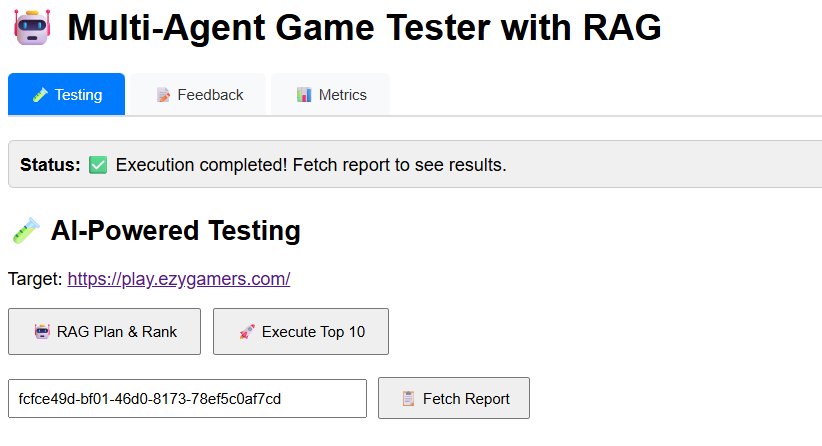 Multi-Agent Game Tester with RAG
Testing Feedback Metrics
Status: ✅ Execution completed! Fetch report to see results.
AI-Powered Testing
Target: https://play.ezygamers.com/
RAG Plan & Rank Execute Top 10
fcfce49d-bf01-46d0-8173-78ef5c0af7cd Fetch Report